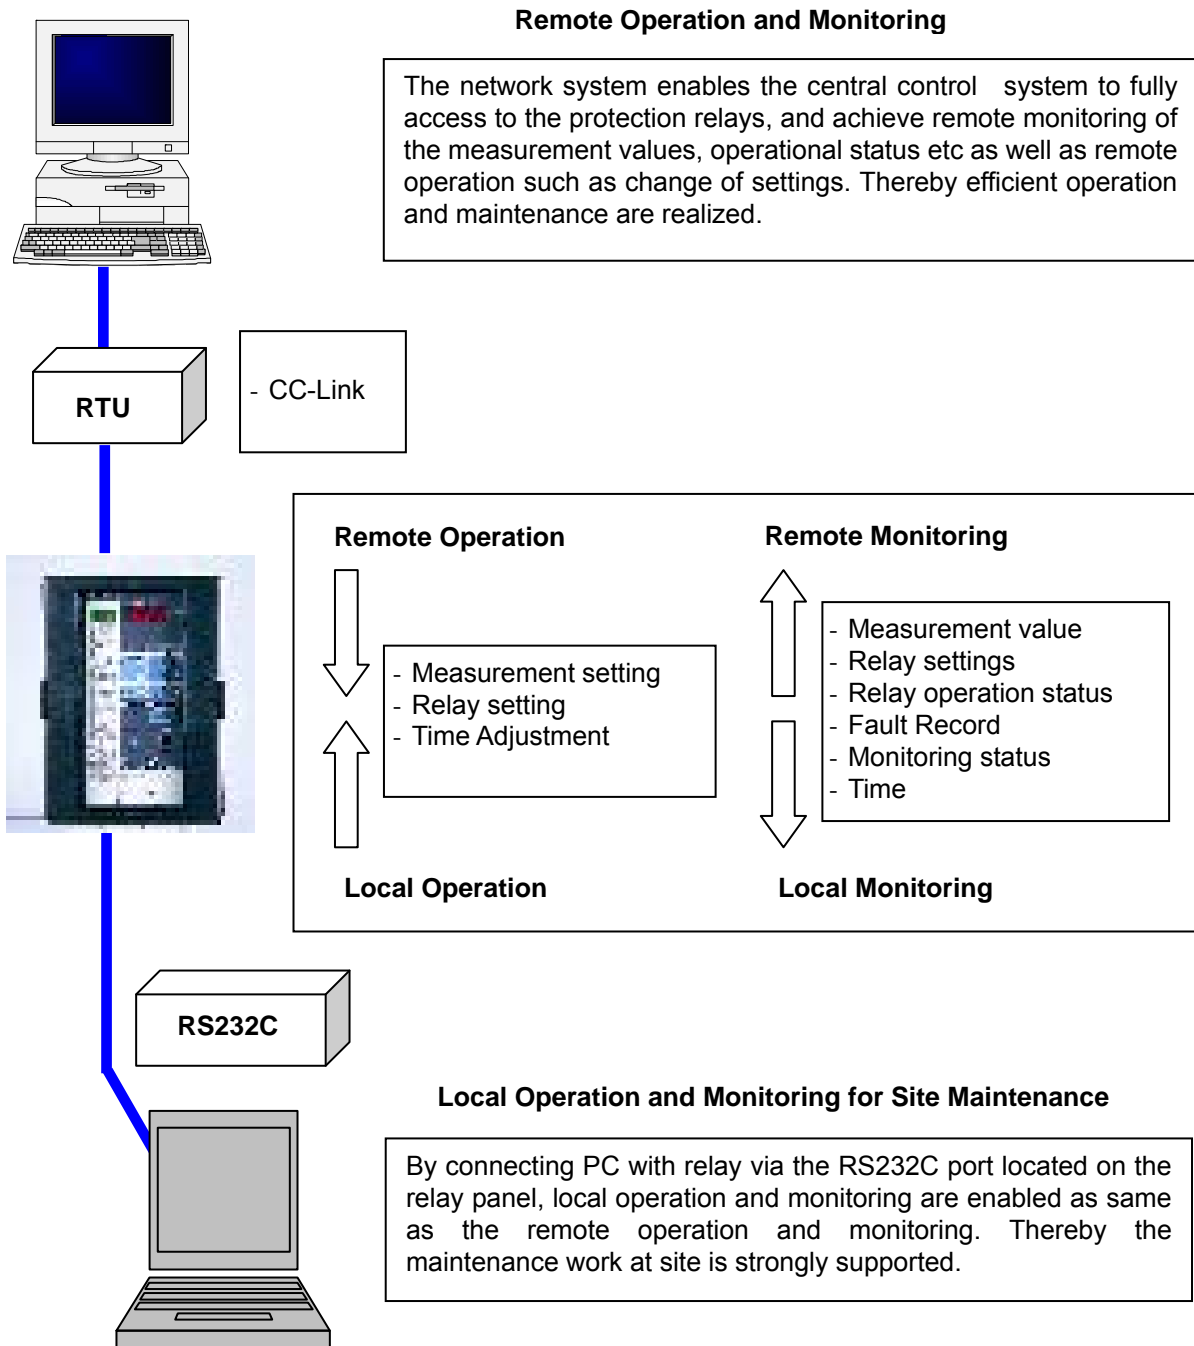 Remote Operation and Monitoring
The network system enables the central control system to fully
access to the protection relays, and achieve remote monitoring of
the measurement values, operational status etc as well as remote
operation such as change of settings. Thereby efficient operation
and maintenance are realized.
RTU
- CC-Link
Remote Operation
- Measurement setting
- Relay setting
- Time Adjustment
Local Operation
Remote Monitoring
- Measurement value
- Relay settings
- Relay operation status
- Fault Record
- Monitoring status
- Time
Local Monitoring
RS232C
Local Operation and Monitoring for Site Maintenance
By connecting PC with relay via the RS232C port located on the
relay panel, local operation and monitoring are enabled as same
as the remote operation and monitoring. Thereby the
maintenance work at site is strongly supported.